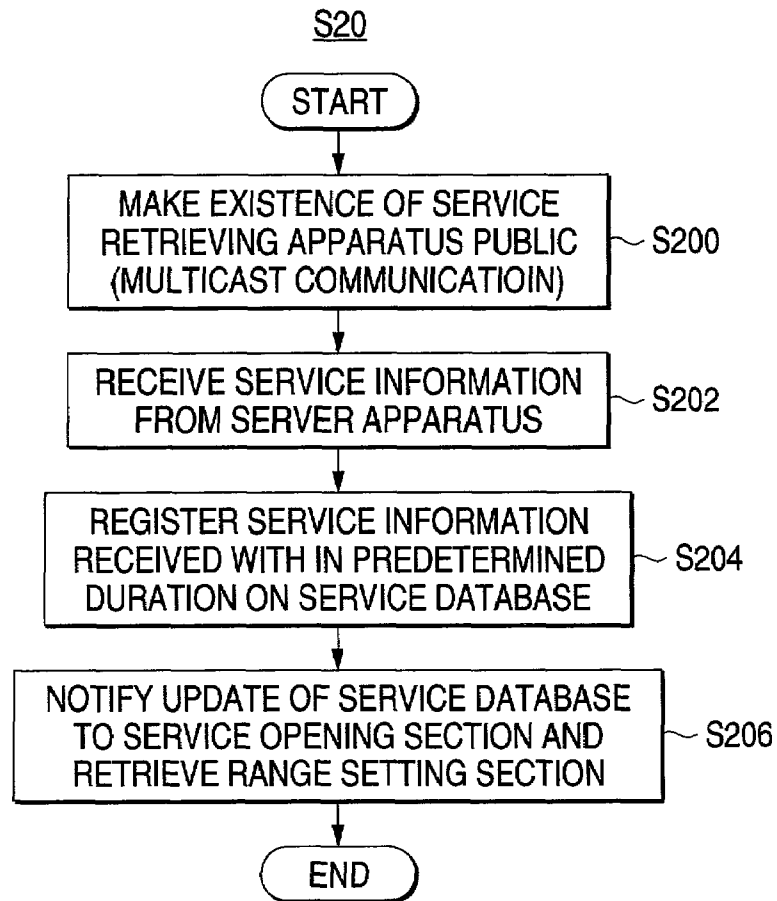 S20
START
MAKE EXISTENCE OF SERVICE
RETRIEVING APPARATUS PUBLIC
(MULTICAST COMMUNICATIOIN)
S200
RECEIVE SERVICE INFORMATION
FROM SERVER APPARATUS
S202
REGISTER SERVICE INFORMATION
RECEIVED WITH IN PREDETERMINED
DURATION ON SERVICE DATABASE
S204
NOTIFY UPDATE OF SERVICE DATABASE
TO SERVICE OPENING SECTION AND
RETRIEVE RANGE SETTING SECTION
S206
END